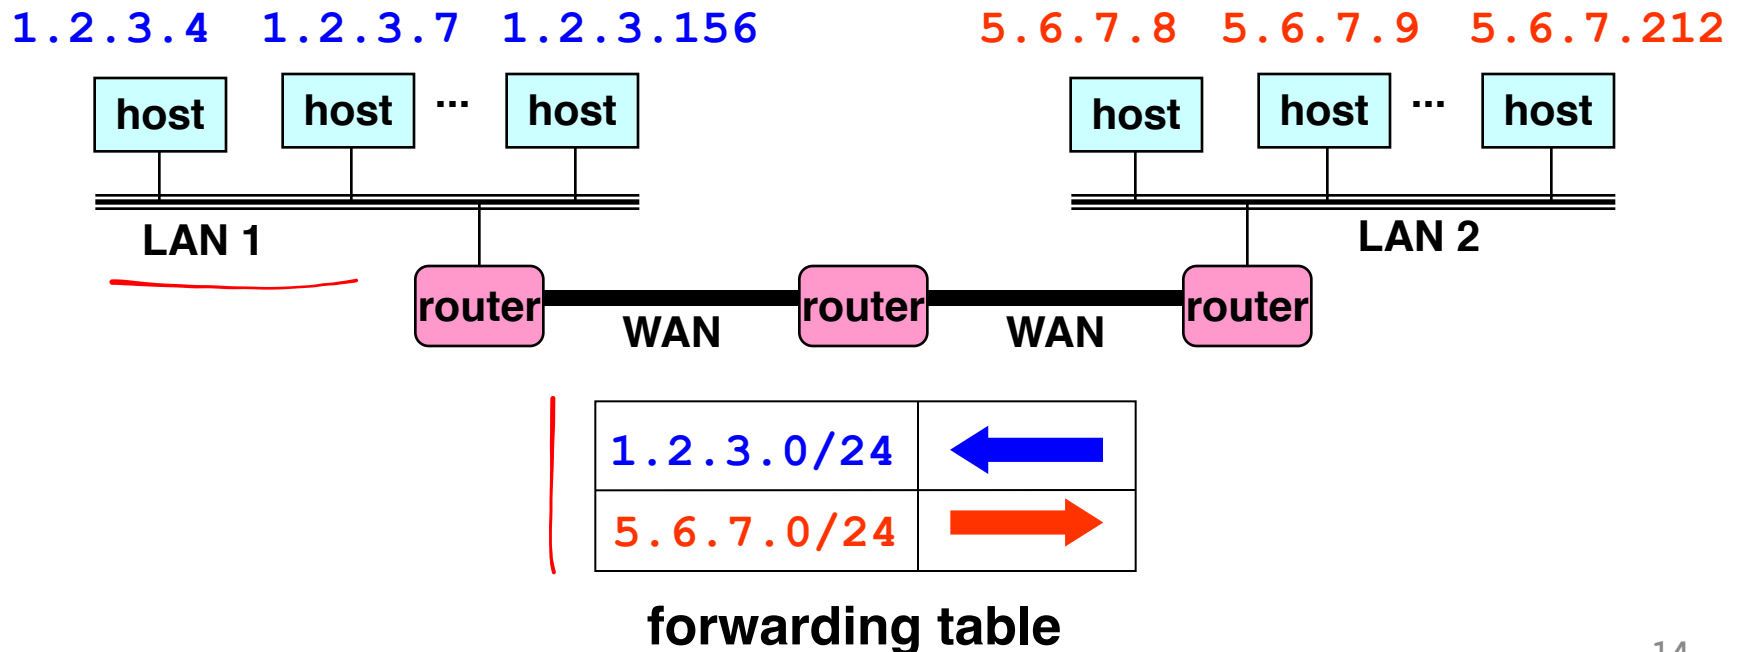 1.2.3.4 1.2.3.7 1.2.3.156 5.6.7.8 5.6.7.9 5.6.7.212
host host ... host host host ... host
LAN 1 LAN 2
router router router
WAN WAN
1.2.3.0/24
5.6.7.0/24
forwarding table
14